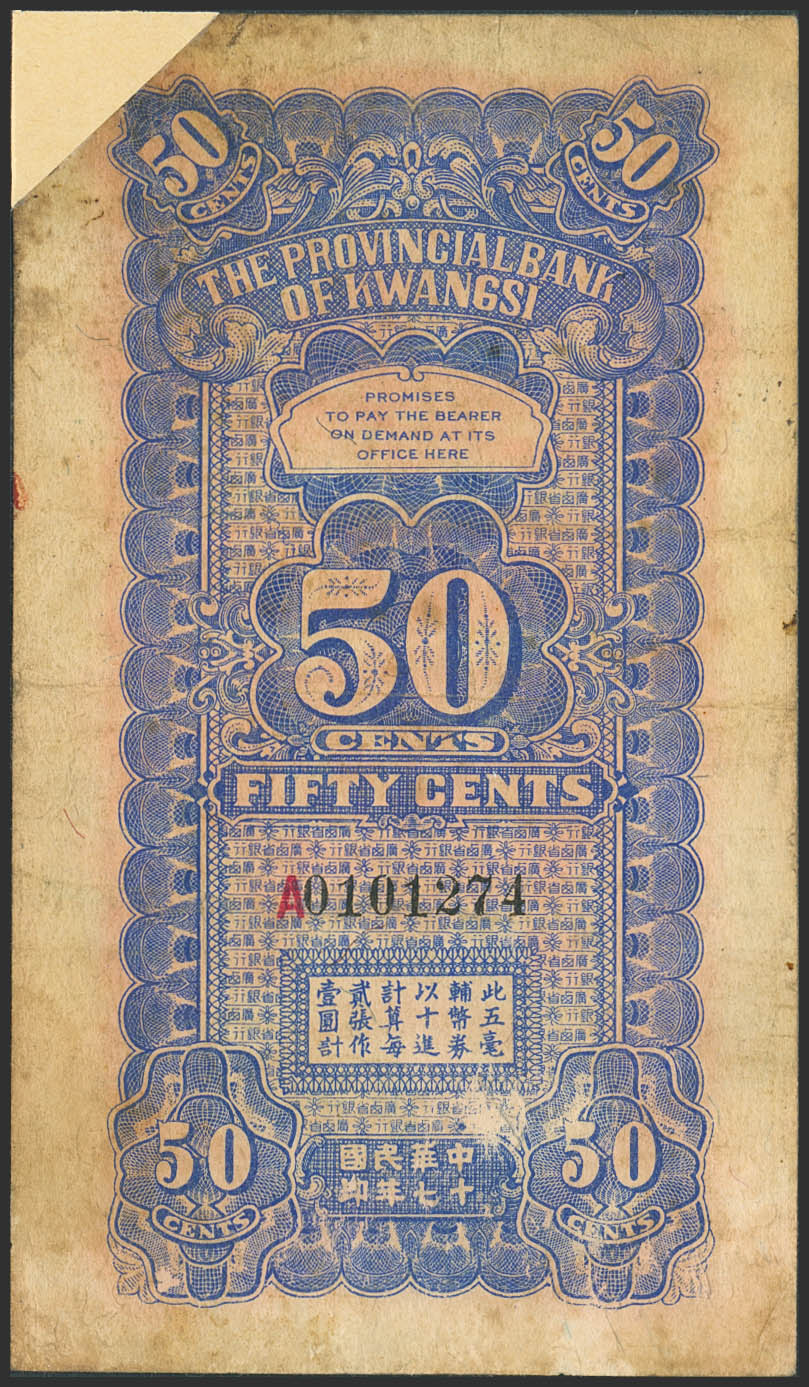 50 CENTS
50 CENTS
THE PROVINCIAL BANK
OF KWANGSI
PROMISES
TO PAY THE BEARER
ON DEMAND AT ITS
OFFICE HERE
50
CENTS
FIFTY CENTS
A0101274
此五毫
輔幣券
以十進
計算每
貳張作
壹圓計
50 CENTS
國民華中
印年七十
50 CENTS